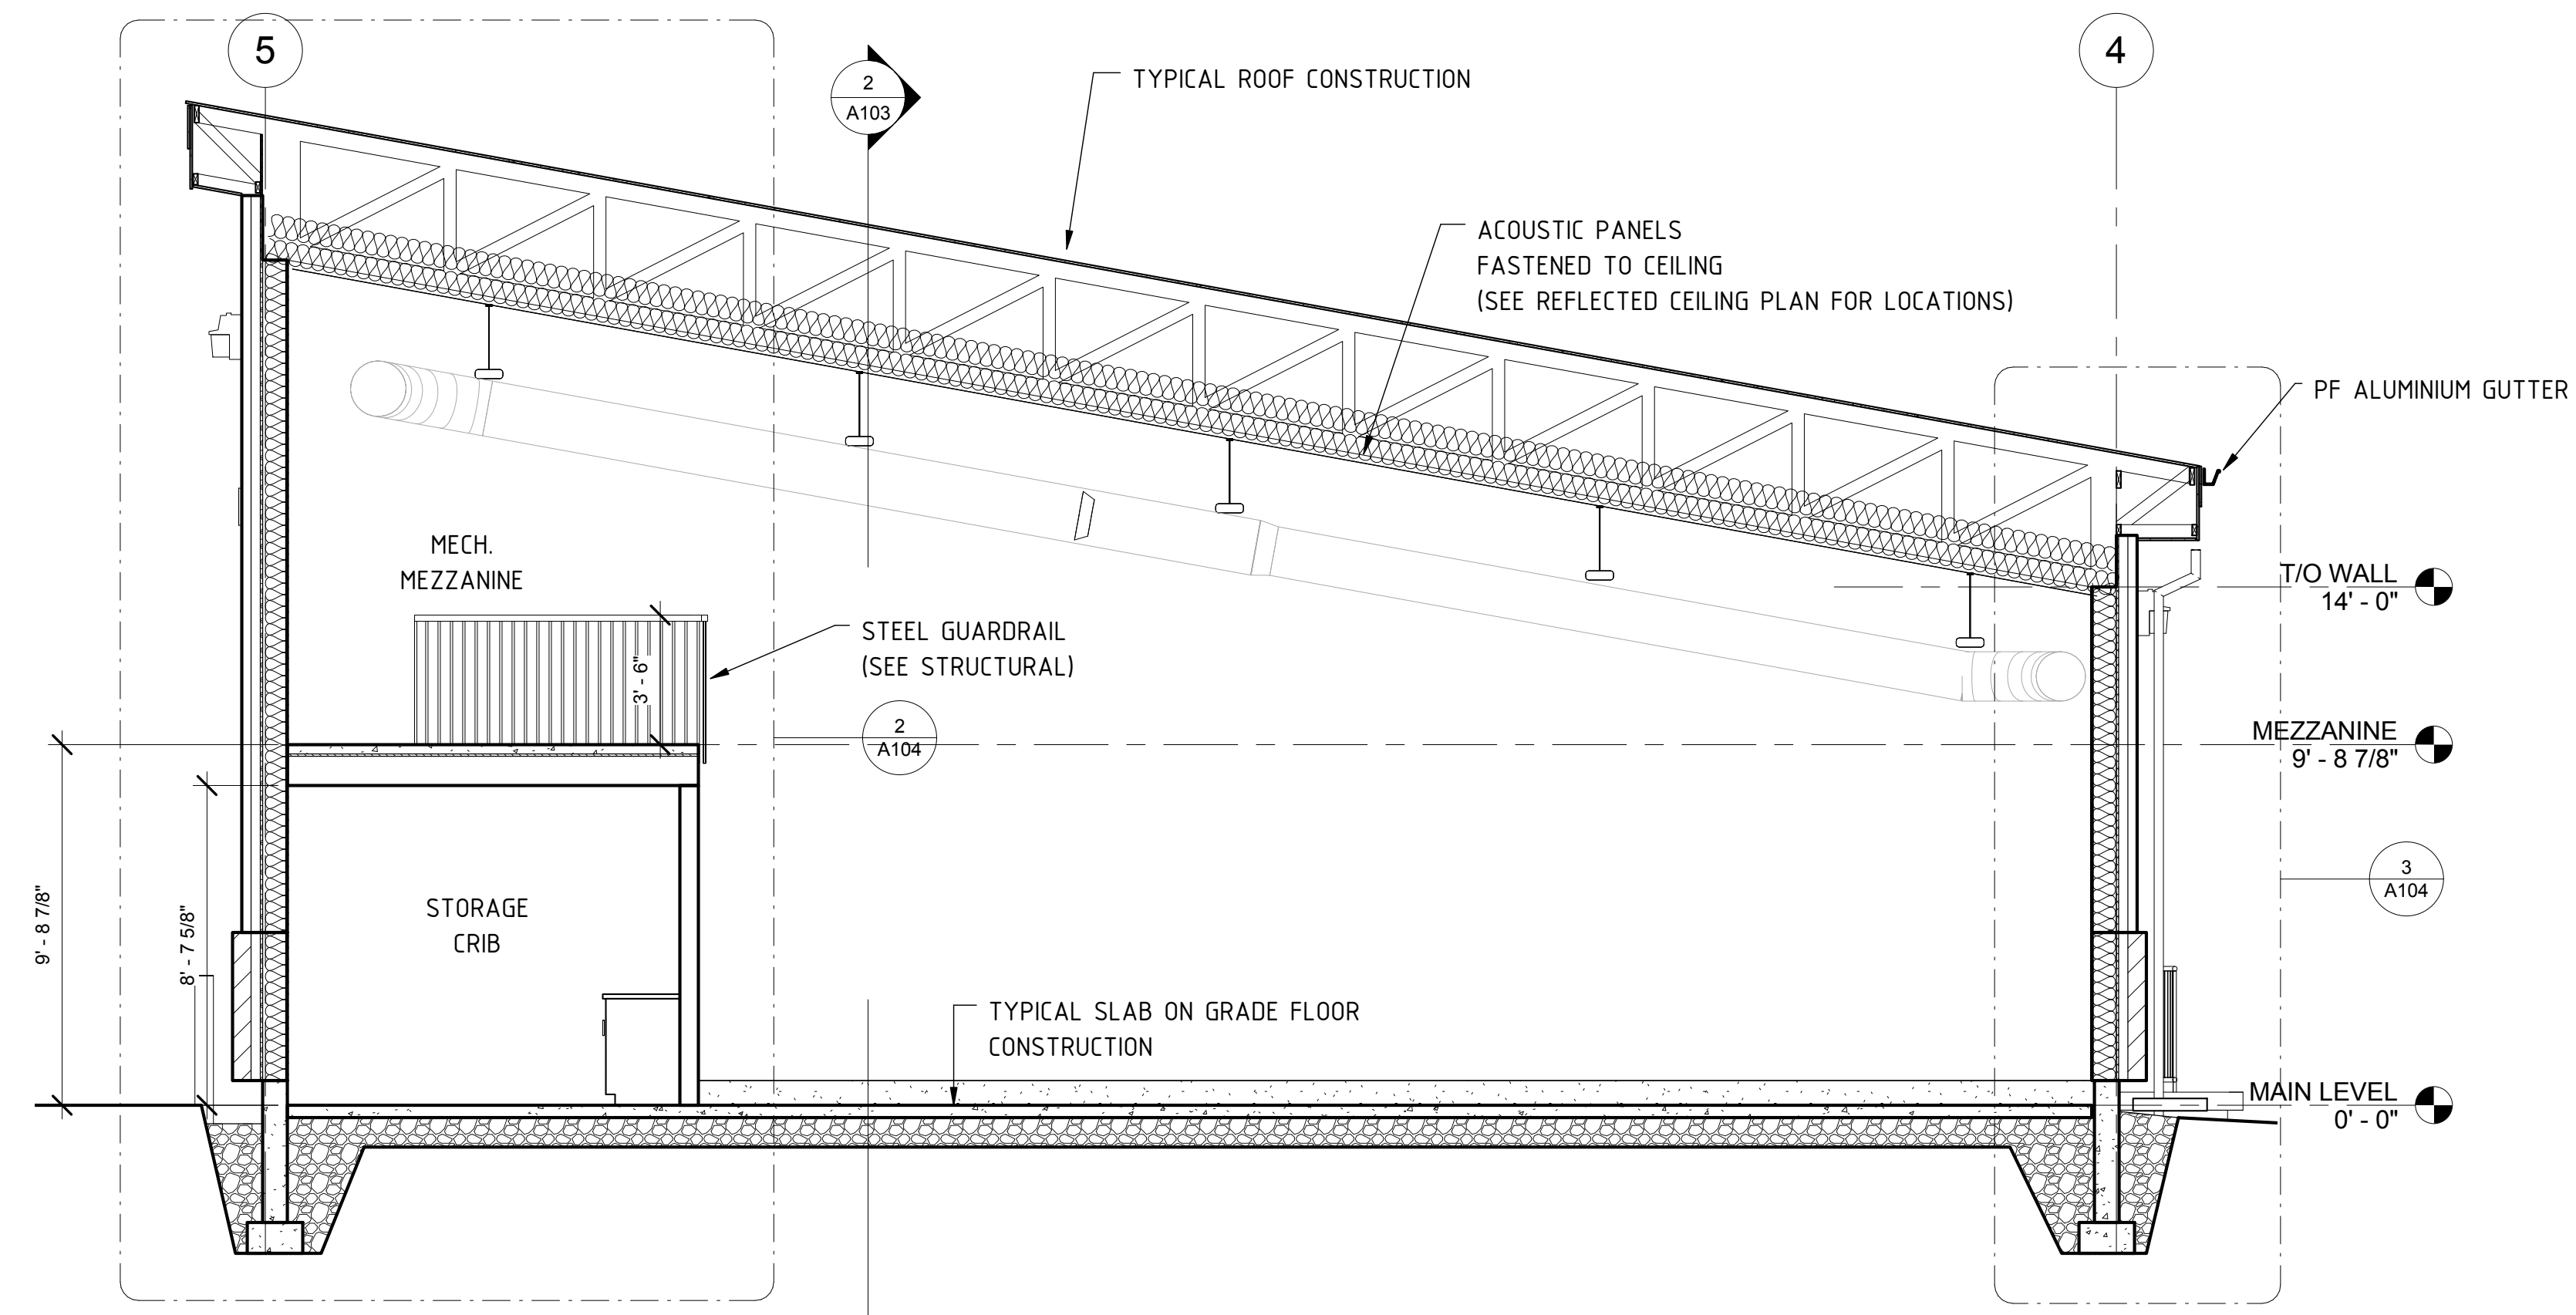 5
4
2
A103
TYPICAL ROOF CONSTRUCTION
ACOUSTIC PANELS
FASTENED TO CEILING
(SEE REFLECTED CEILING PLAN FOR LOCATIONS)
PF ALUMINIUM GUTTER
MECH.
MEZZANINE
T/O WALL
14' - 0"
STEEL GUARDRAIL
(SEE STRUCTURAL)
3' - 6"
2
A104
MEZZANINE
9' - 8 7/8"
3
A104
9' - 8 7/8"
8' - 7 5/8"
STORAGE
CRIB
TYPICAL SLAB ON GRADE FLOOR
CONSTRUCTION
MAIN LEVEL
0' - 0"